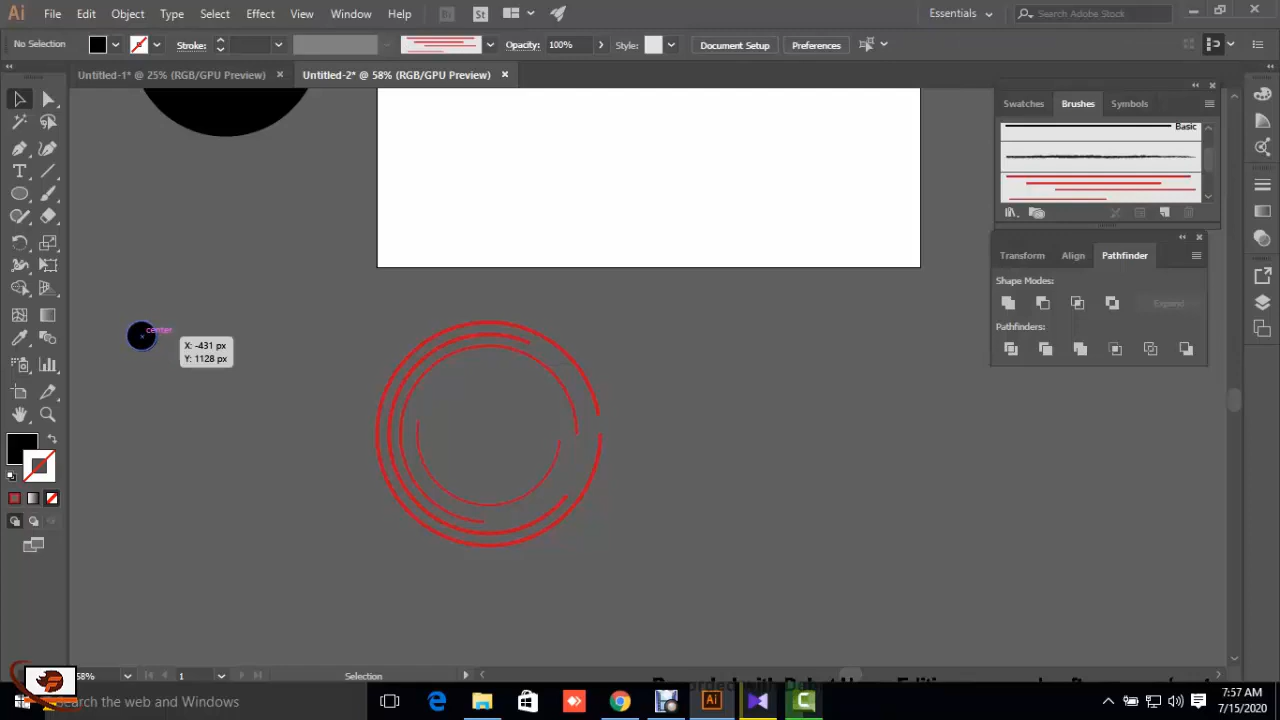 Ai File Edit Object Type Select Effect View Window Help Br St Essentials Search Adobe Stock
No Selection Stroke: Opacity: 100% Style: Document Setup Preferences
Untitled-1* @ 25% (RGB/GPU Preview) Untitled-2* @ 58% (RGB/GPU Preview)
Swatches Brushes Symbols
Basic
Transform Align Pathfinder
Shape Modes:
Expand
Pathfinders:
center
X: -431 px
Y: 1128 px
58% 1 Selection
Search the web and Windows
Ai
7:57 AM
7/15/2020